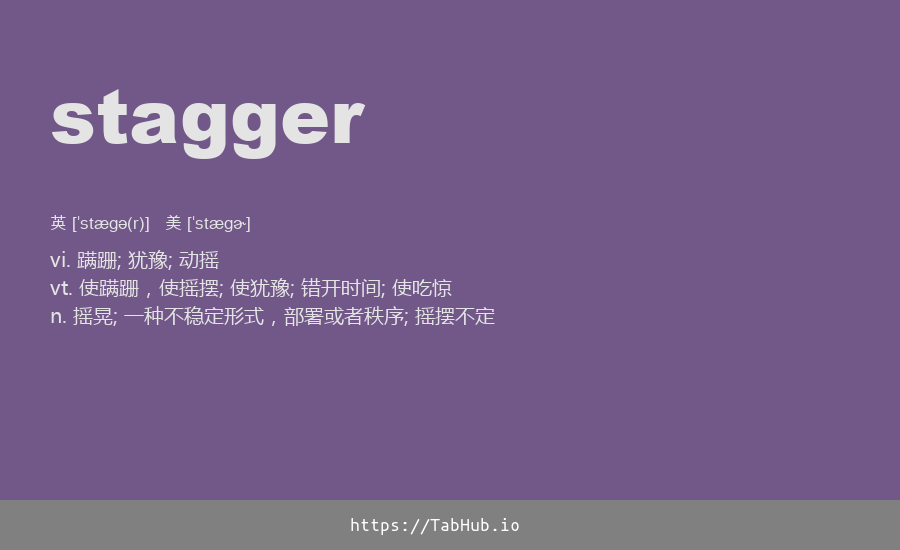 stagger
英 [ˈstægə(r)] 美 [ˈstægɚ]
vi. 蹒跚; 犹豫; 动摇
vt. 使蹒跚，使摇摆; 使犹豫; 错开时间; 使吃惊
n. 摇晃; 一种不稳定形式，部署或者秩序; 摇摆不定
https://TabHub.io